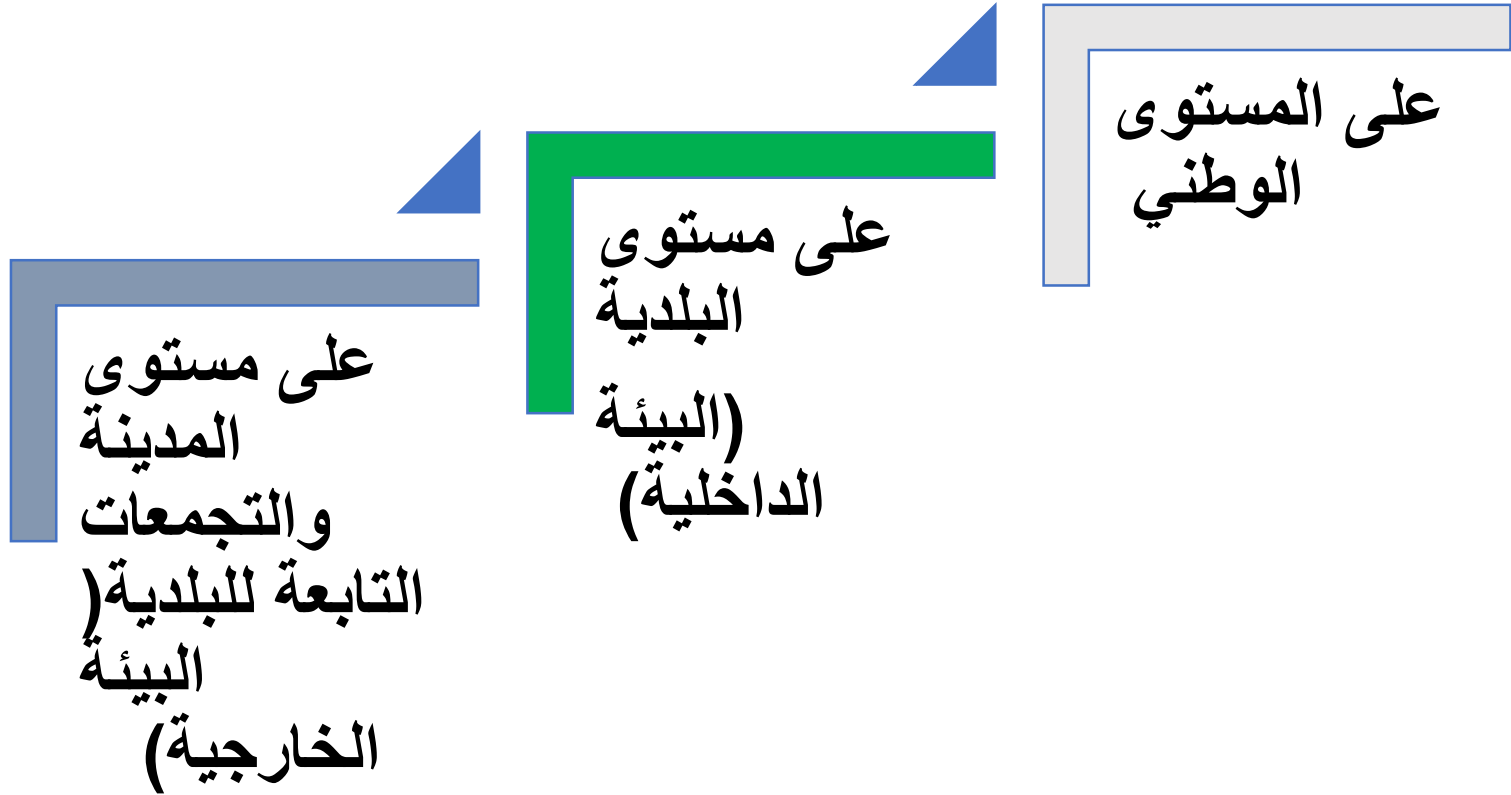 على المستوى
الوطني
على مستوى
البلدية
(البيئة
الداخلية)
على مستوى
المدينة
والتجمعات
التابعة للبلدية(
البيئة
الخارجية)